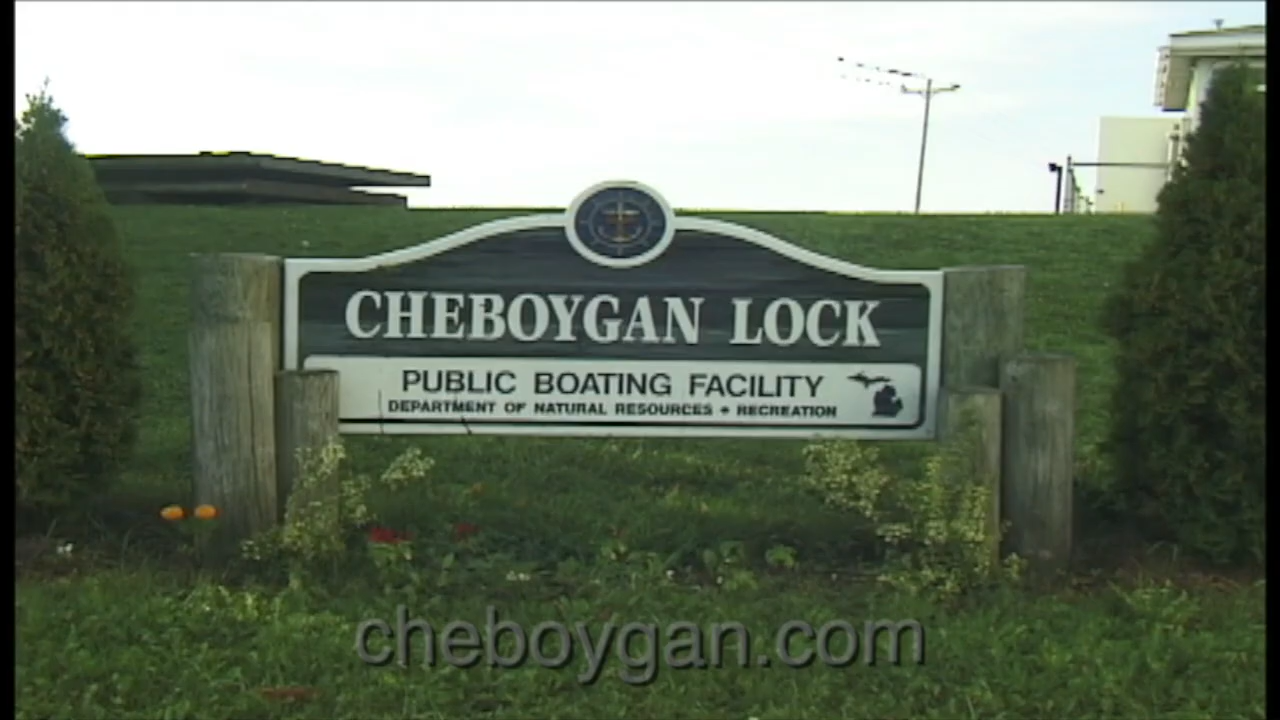 CHEBOYGAN LOCK
PUBLIC BOATING FACILITY
DEPARTMENT OF NATURAL RESOURCES + RECREATION
cheboygan.com